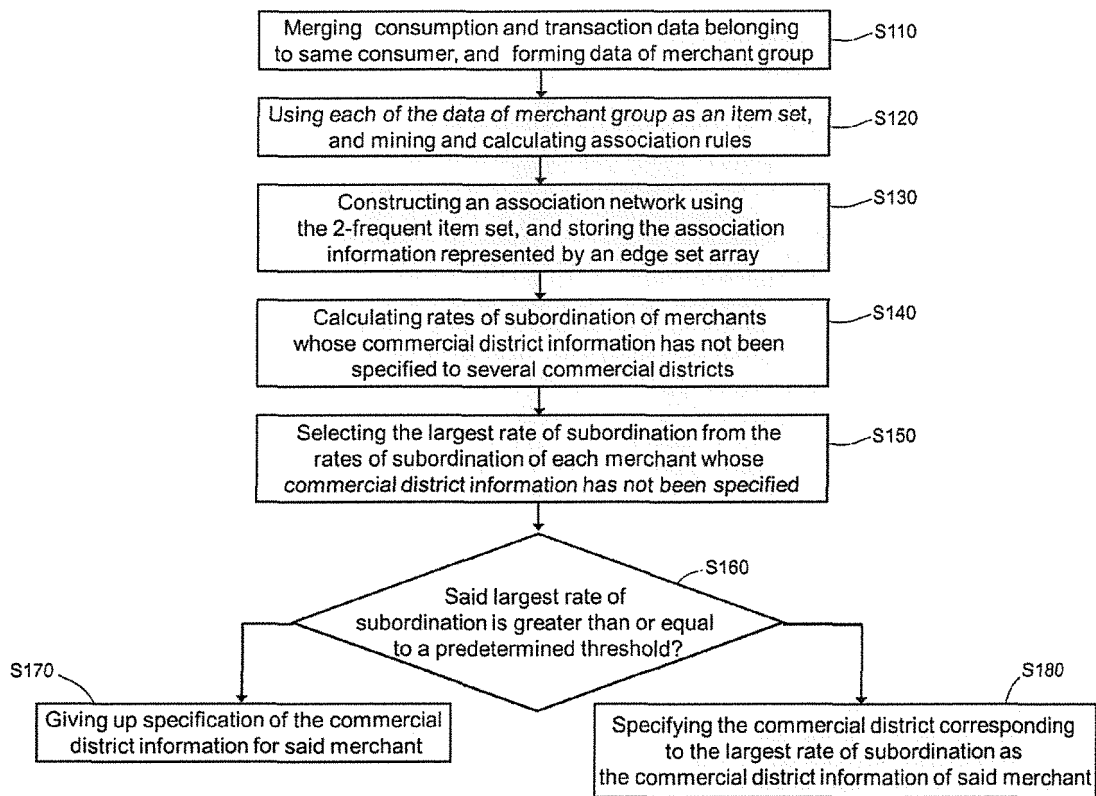 Merging consumption and transaction data belonging
to same consumer, and forming data of merchant group
S110
Using each of the data of merchant group as an item set,
and mining and calculating association rules
S120
Constructing an association network using
the 2-frequent item set, and storing the association
information represented by an edge set array
S130
Calculating rates of subordination of merchants
whose commercial district information has not been
specified to several commercial districts
S140
Selecting the largest rate of subordination from the
rates of subordination of each merchant whose
commercial district information has not been specified
S150
Said largest rate of
subordination is greater than or equal
to a predetermined threshold?
S160
S170
Giving up specification of the commercial
district information for said merchant
S180
Specifying the commercial district corresponding
to the largest rate of subordination as
the commercial district information of said merchant